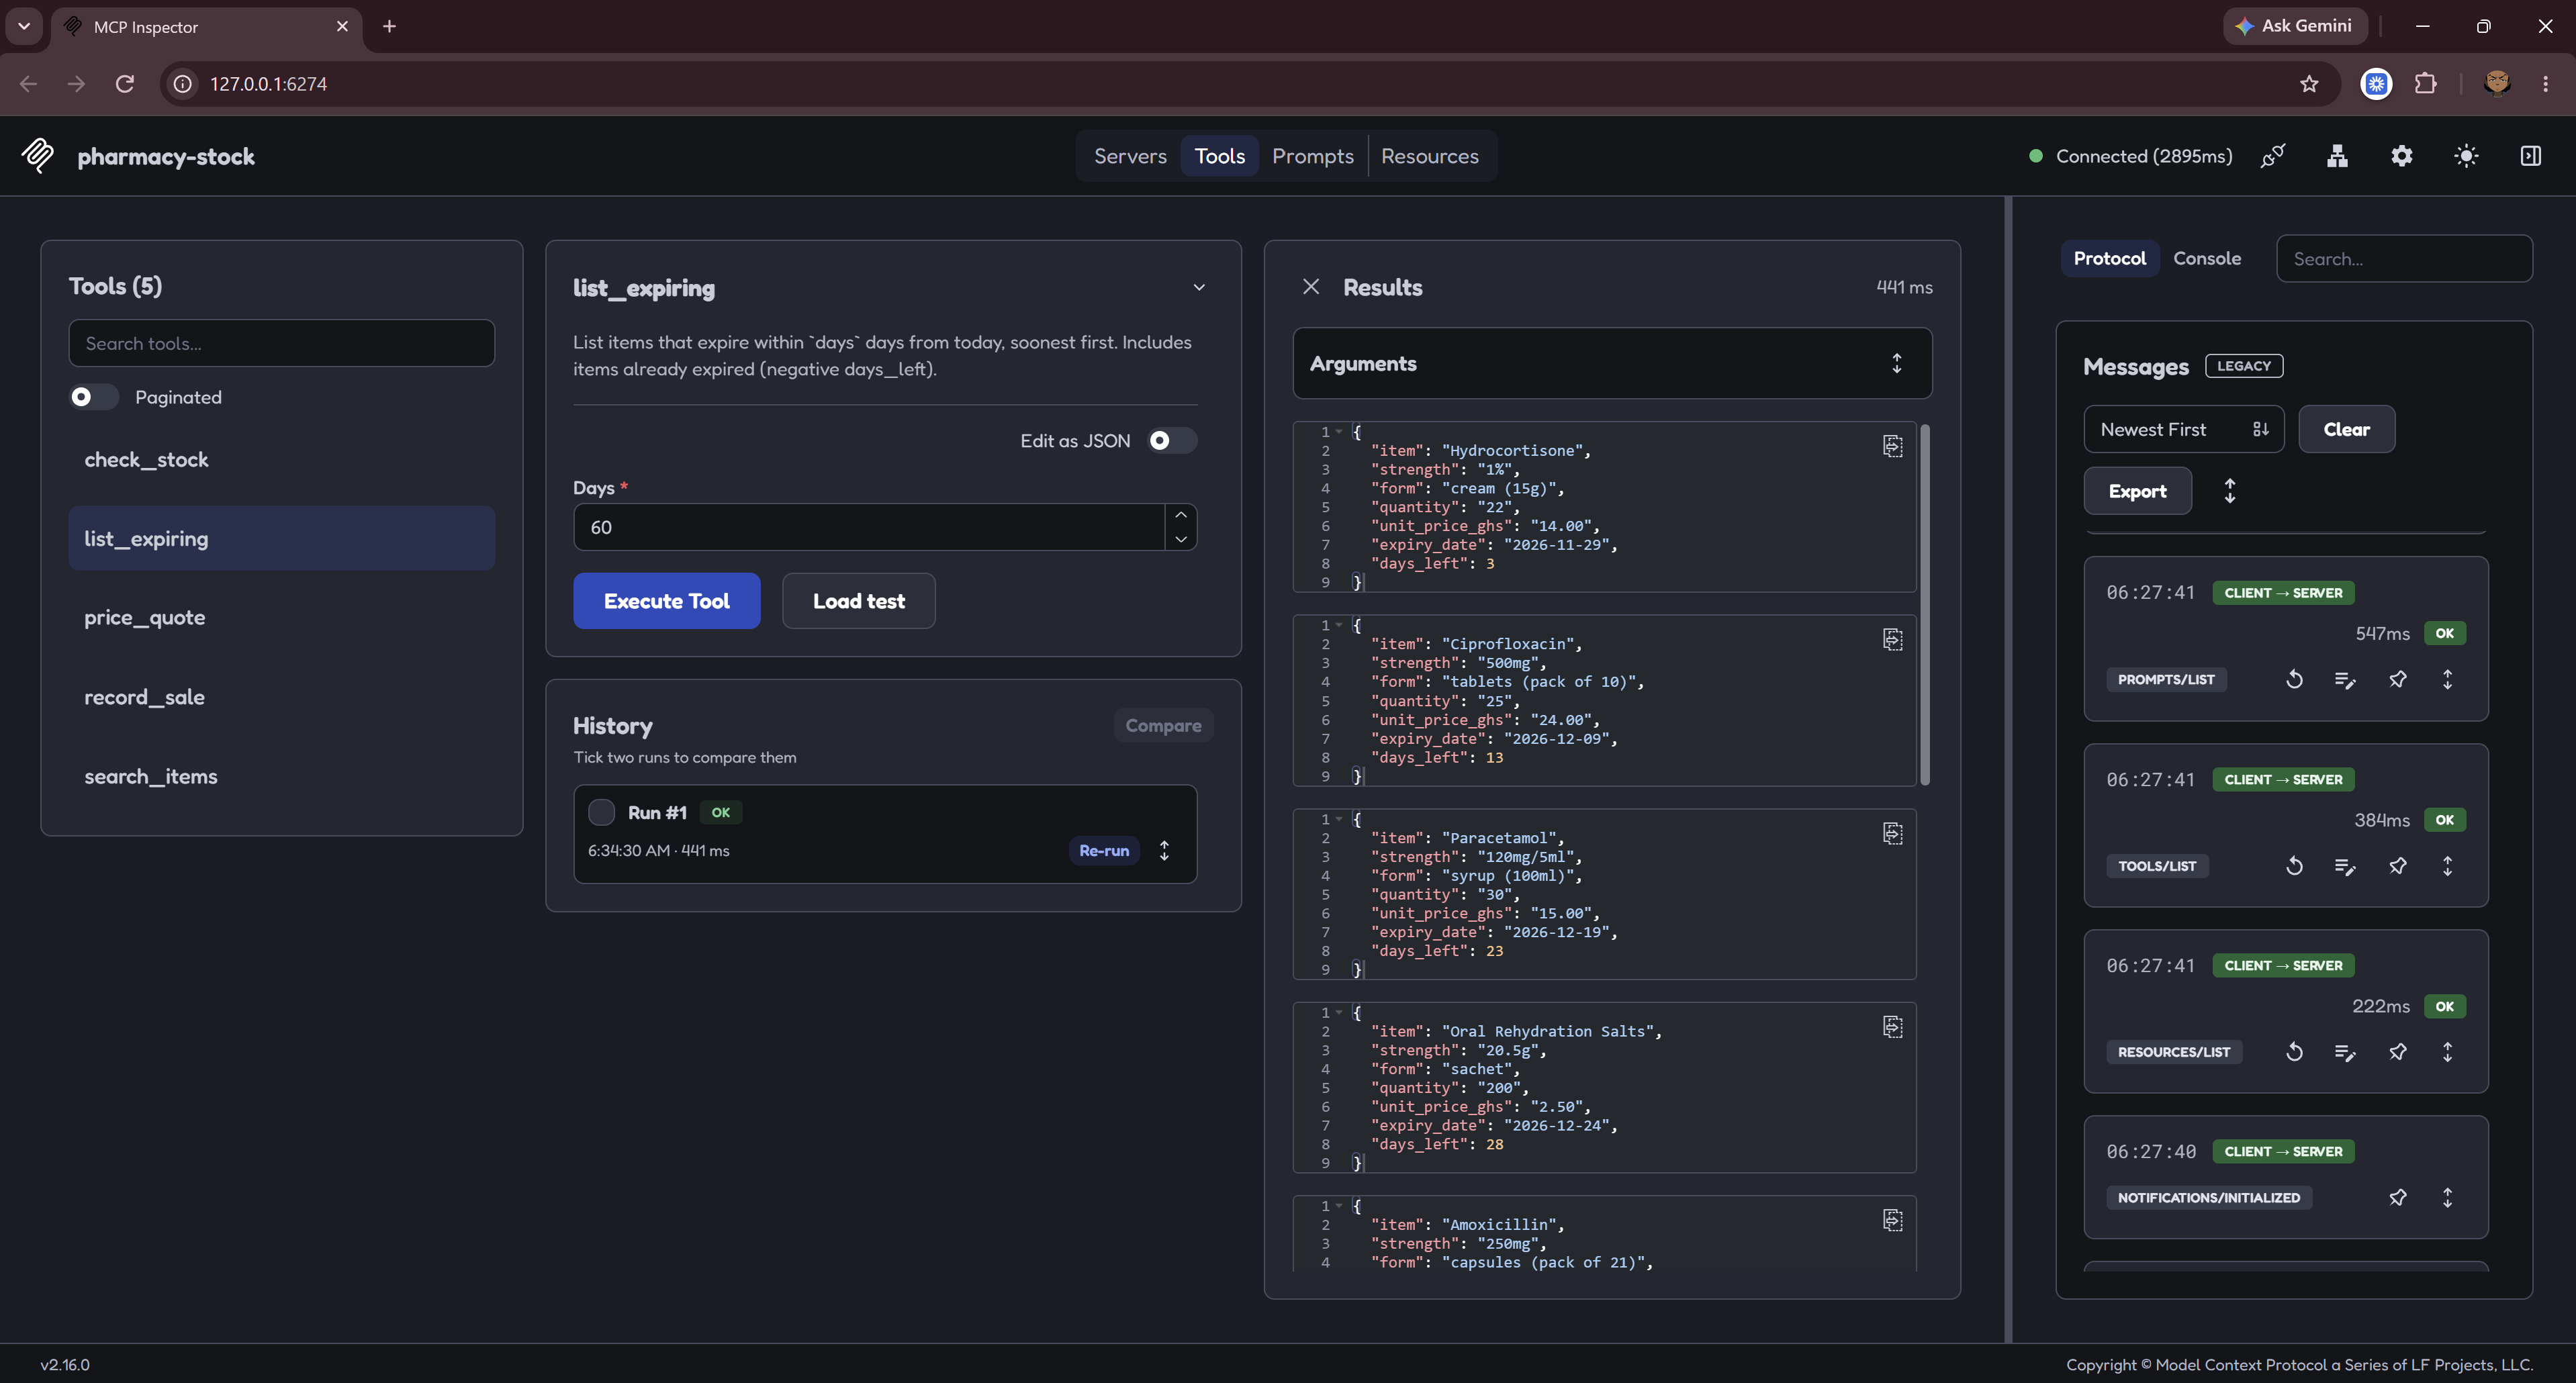 MCP Inspector
Ask Gemini
127.0.0.1:6274
pharmacy-stock
Servers
Tools
Prompts
Resources
Connected (2895ms)
Tools (5)
Search tools...
Paginated
check_stock
list_expiring
price_quote
record_sale
search_items
list_expiring
List items that expire within `days` days from today, soonest first. Includes
items already expired (negative days_left).
Edit as JSON
Days *
60
Execute Tool
Load test
History
Compare
Tick two runs to compare them
Run #1
OK
6:34:30 AM · 441 ms
Re-run
Results
441 ms
Arguments
1 {
2 "item": "Hydrocortisone",
3 "strength": "1%",
4 "form": "cream (15g)",
5 "quantity": "22",
6 "unit_price_ghs": "14.00",
7 "expiry_date": "2026-11-29",
8 "days_left": 3
9 }
1 {
2 "item": "Ciprofloxacin",
3 "strength": "500mg",
4 "form": "tablets (pack of 10)",
5 "quantity": "25",
6 "unit_price_ghs": "24.00",
7 "expiry_date": "2026-12-09",
8 "days_left": 13
9 }
1 {
2 "item": "Paracetamol",
3 "strength": "120mg/5ml",
4 "form": "syrup (100ml)",
5 "quantity": "30",
6 "unit_price_ghs": "15.00",
7 "expiry_date": "2026-12-19",
8 "days_left": 23
9 }
1 {
2 "item": "Oral Rehydration Salts",
3 "strength": "20.5g",
4 "form": "sachet",
5 "quantity": "200",
6 "unit_price_ghs": "2.50",
7 "expiry_date": "2026-12-24",
8 "days_left": 28
9 }
1 {
2 "item": "Amoxicillin",
3 "strength": "250mg",
4 "form": "capsules (pack of 21)",
Protocol
Console
Search...
Messages
LEGACY
Newest First
Clear
Export
06:27:41 CLIENT → SERVER
547ms OK
PROMPTS/LIST
06:27:41 CLIENT → SERVER
384ms OK
TOOLS/LIST
06:27:41 CLIENT → SERVER
222ms OK
RESOURCES/LIST
06:27:40 CLIENT → SERVER
NOTIFICATIONS/INITIALIZED
v2.16.0
Copyright © Model Context Protocol a Series of LF Projects, LLC.